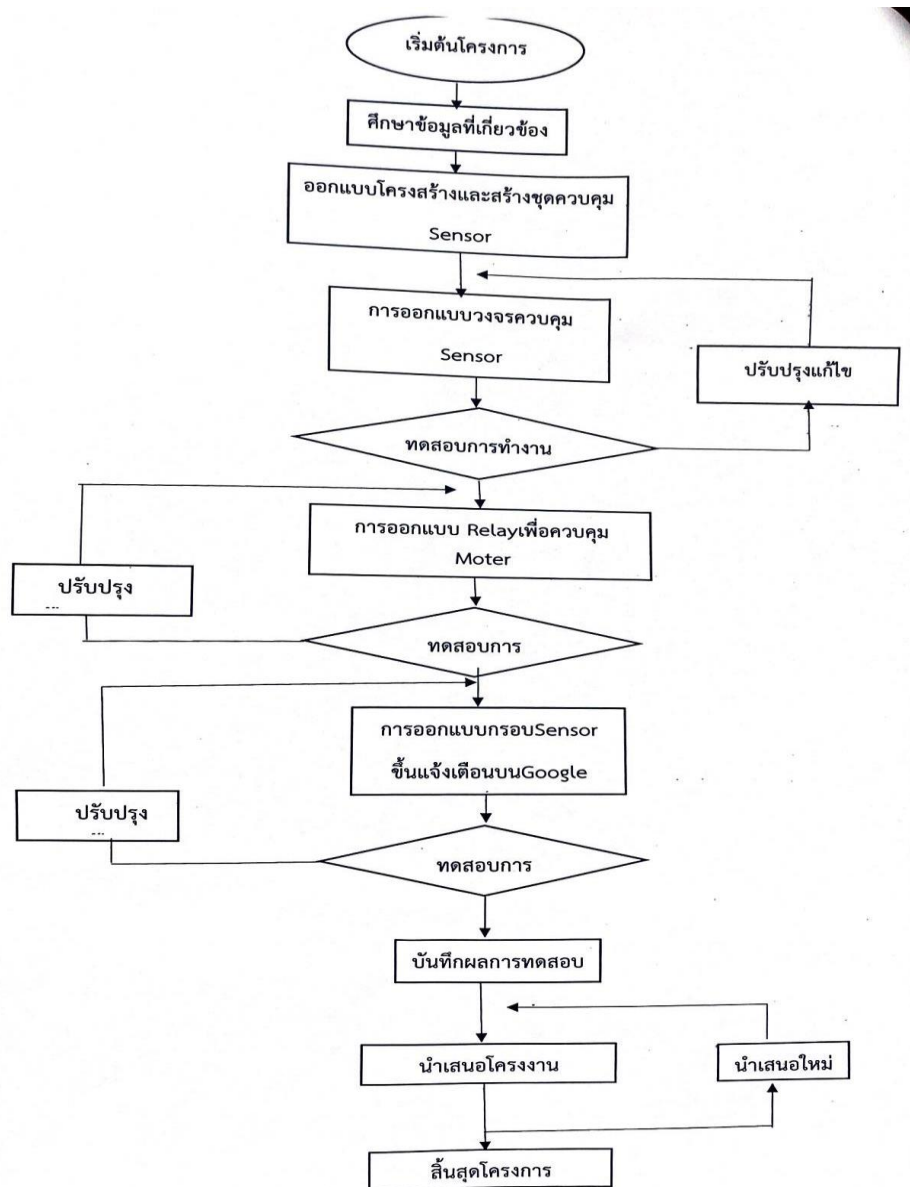 เริ่มต้นโครงการ
ศึกษาข้อมูลที่เกี่ยวข้อง
ออกแบบโครงสร้างและสร้างชุดควบคุม
Sensor
การออกแบบวงจรควบคุม
Sensor
ปรับปรุงแก้ไข
ทดสอบการทำงาน
การออกแบบ Relayเพื่อควบคุม
Moter
ปรับปรุง
ทดสอบการ
การออกแบบกรอบSensor
ขึ้นแจ้งเตือนบนGoogle
ปรับปรุง
ทดสอบการ
บันทึกผลการทดสอบ
นำเสนอโครงงาน
นำเสนอใหม่
สิ้นสุดโครงการ